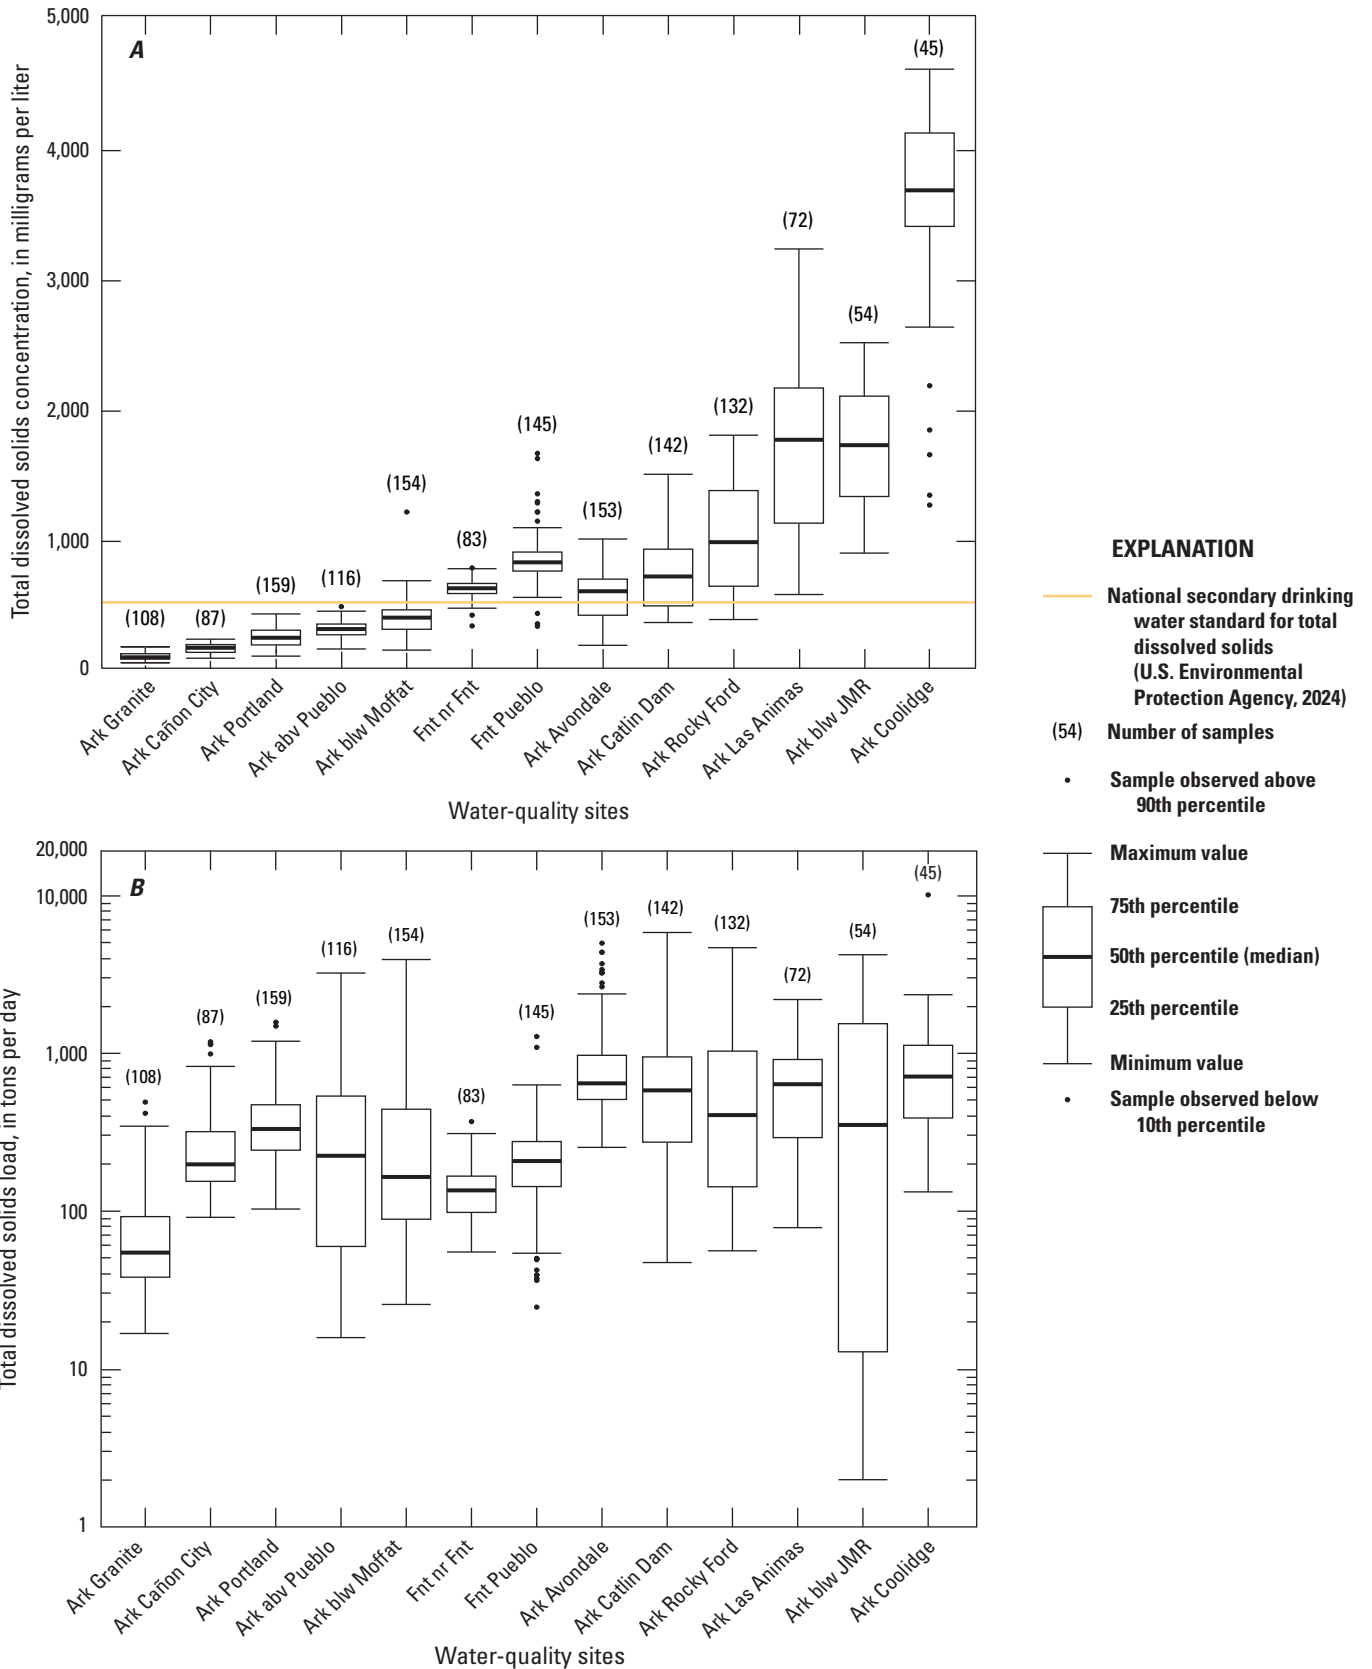 Total dissolved solids concentration, in milligrams per liter
5,000
4,000
3,000
2,000
1,000
0
A
(108)
(87)
(159)
(116)
(154)
(83)
(145)
(153)
(142)
(132)
(72)
(54)
(45)
Ark Granite
Ark Cañon City
Ark Portland
Ark abv Pueblo
Ark blw Moffat
Fnt nr Fnt
Fnt Pueblo
Ark Avondale
Ark Catlin Dam
Ark Rocky Ford
Ark Las Animas
Ark blw JMR
Ark Coolidge
Water-quality sites
EXPLANATION
National secondary drinking
water standard for total
dissolved solids
(U.S. Environmental
Protection Agency, 2024)
(54) Number of samples
Sample observed above
90th percentile
Maximum value
75th percentile
50th percentile (median)
25th percentile
Minimum value
Sample observed below
10th percentile
Total dissolved solids load, in tons per day
20,000
10,000
1,000
100
10
1
B
(108)
(87)
(159)
(116)
(154)
(83)
(145)
(153)
(142)
(132)
(72)
(54)
(45)
Ark Granite
Ark Cañon City
Ark Portland
Ark abv Pueblo
Ark blw Moffat
Fnt nr Fnt
Fnt Pueblo
Ark Avondale
Ark Catlin Dam
Ark Rocky Ford
Ark Las Animas
Ark blw JMR
Ark Coolidge
Water-quality sites